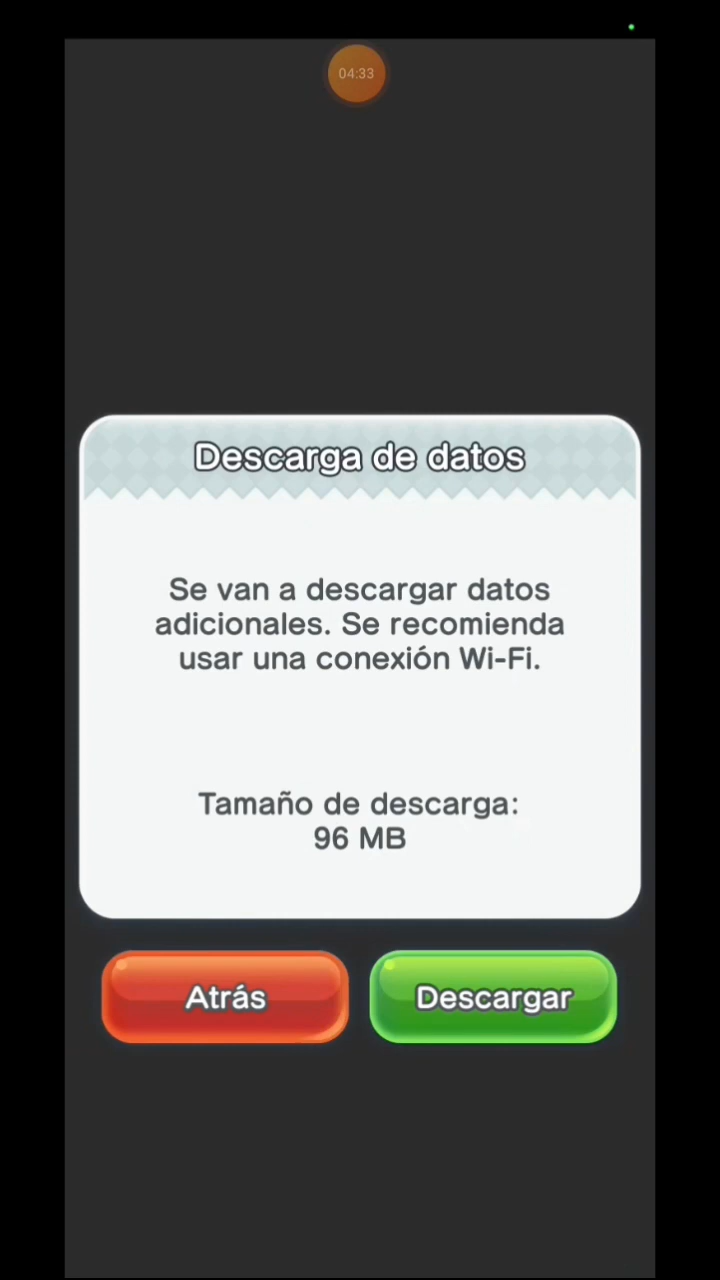 04:33
Descarga de datos
Se van a descargar datos
adicionales. Se recomienda
usar una conexión Wi-Fi.
Tamaño de descarga:
96 MB
Atrás
Descargar